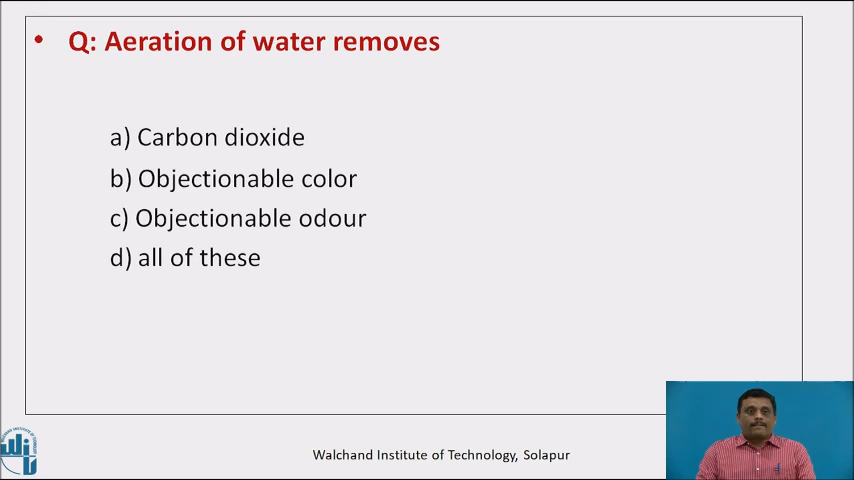 • Q: Aeration of water removes
a) Carbon dioxide
b) Objectionable color
c) Objectionable odour
d) all of these
Walchand Institute of Technology, Solapur